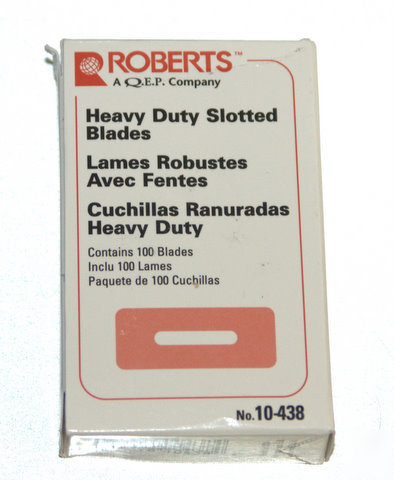 ROBERTS™
A Q.E.P. Company
Heavy Duty Slotted
Blades
Lames Robustes
Avec Fentes
Cuchillas Ranuradas
Heavy Duty
Contains 100 Blades
Inclu 100 Lames
Paquete de 100 Cuchillas
No.10-438